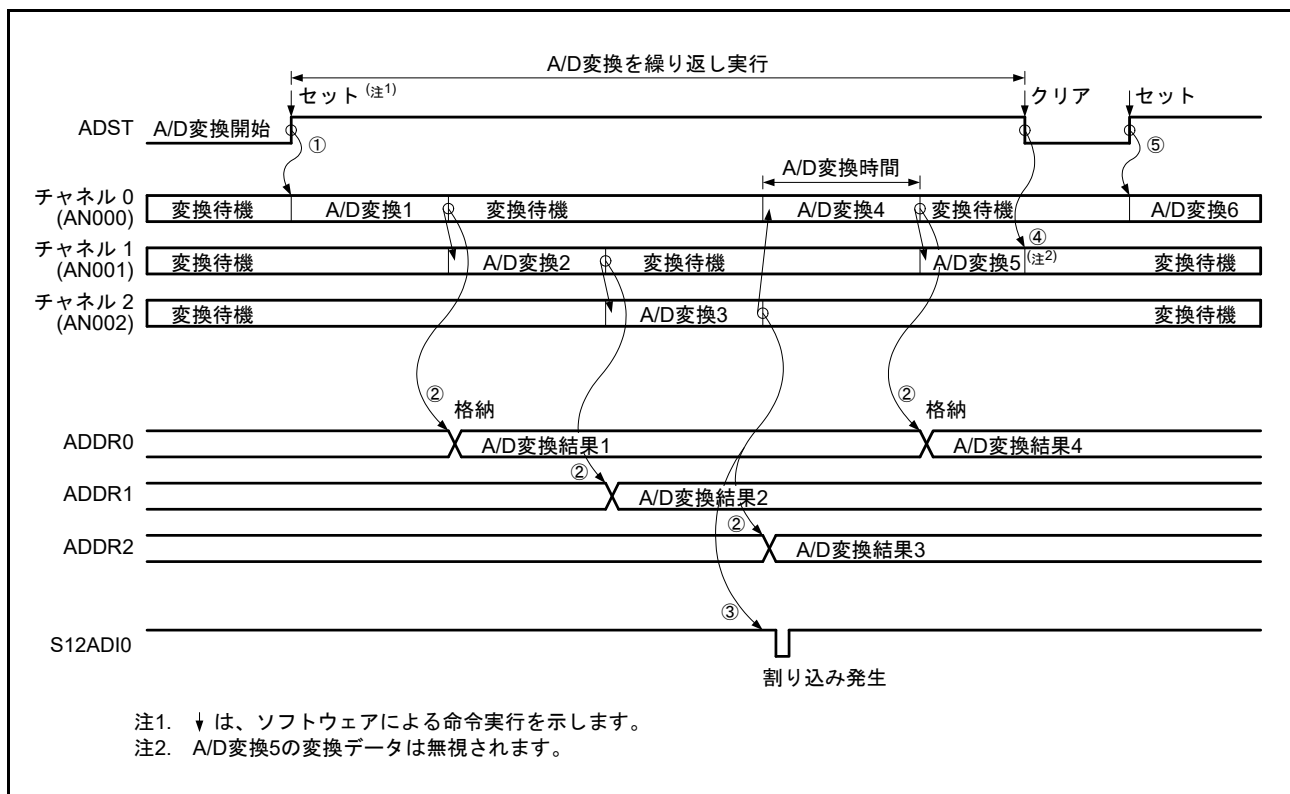 A/D変換を繰り返し実行
セット (注1)
クリア
セット
ADST
A/D変換開始
①
⑤
A/D変換時間
チャネル 0
(AN000)
変換待機
A/D変換1
変換待機
A/D変換4
変換待機
A/D変換6
④
チャネル 1
(AN001)
変換待機
A/D変換2
変換待機
A/D変換5
(注2)
変換待機
チャネル 2
(AN002)
変換待機
A/D変換3
変換待機
②
格納
②
格納
ADDR0
A/D変換結果1
A/D変換結果4
②
ADDR1
A/D変換結果2
②
ADDR2
A/D変換結果3
③
S12ADI0
割り込み発生
注1. ↓ は、ソフトウェアによる命令実行を示します。
注2. A/D変換5の変換データは無視されます。